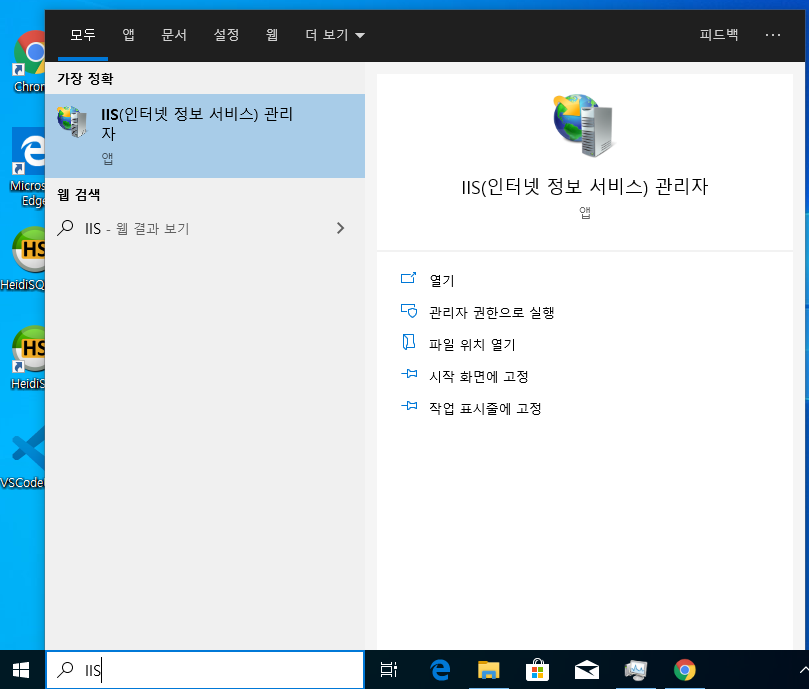 모두 앱 문서 설정 웹 더 보기 피드백 ...
가장 정확
IIS(인터넷 정보 서비스) 관리
자
앱
웹 검색
IIS - 웹 결과 보기
IIS(인터넷 정보 서비스) 관리자
앱
열기
관리자 권한으로 실행
파일 위치 열기
시작 화면에 고정
작업 표시줄에 고정
Chrom
Micros
Edge
HS
HeidiSQ
HS
HeidiS
VSCode
IIS